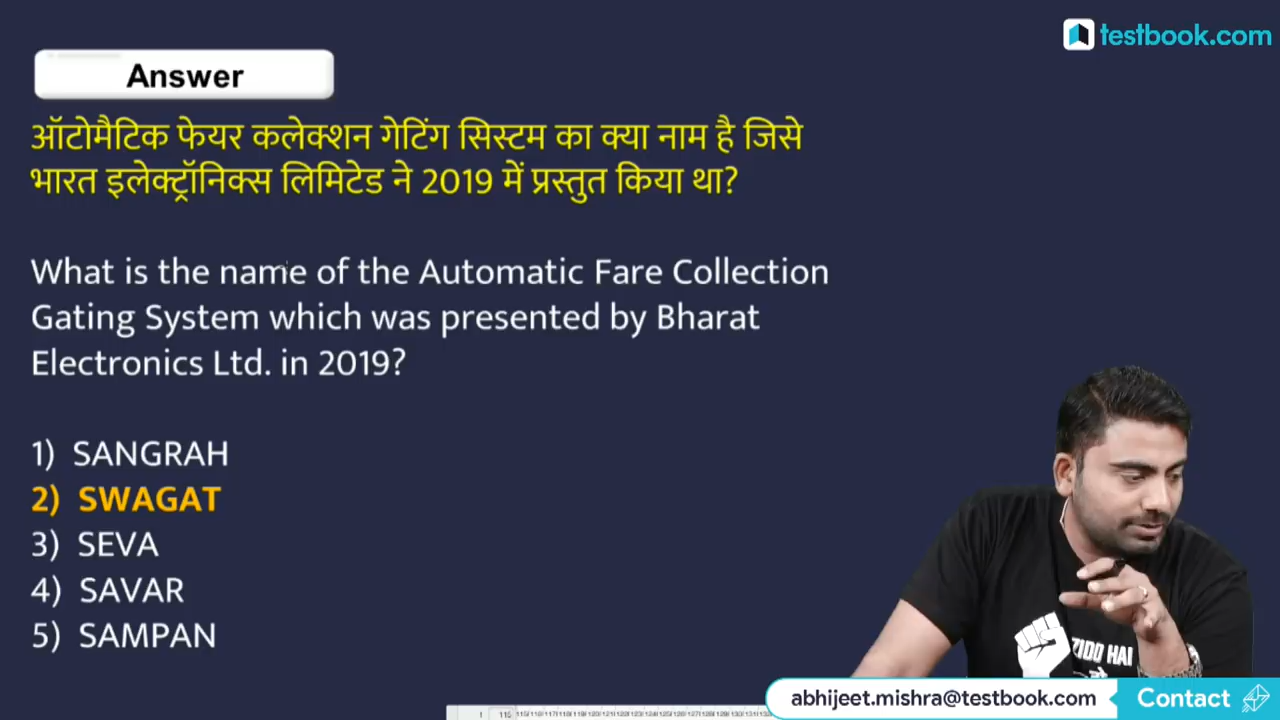 testbook.com
Answer
ऑटोमैटिक फेयर कलेक्शन गेटिंग सिस्टम का क्या नाम है जिसे
भारत इलेक्ट्रॉनिक्स लिमिटेड ने 2019 में प्रस्तुत किया था?
What is the name of the Automatic Fare Collection
Gating System which was presented by Bharat
Electronics Ltd. in 2019?
1) SANGRAH
2) SWAGAT
3) SEVA
4) SAVAR
5) SAMPAN
ZIDD HAI
abhijeet.mishra@testbook.com Contact